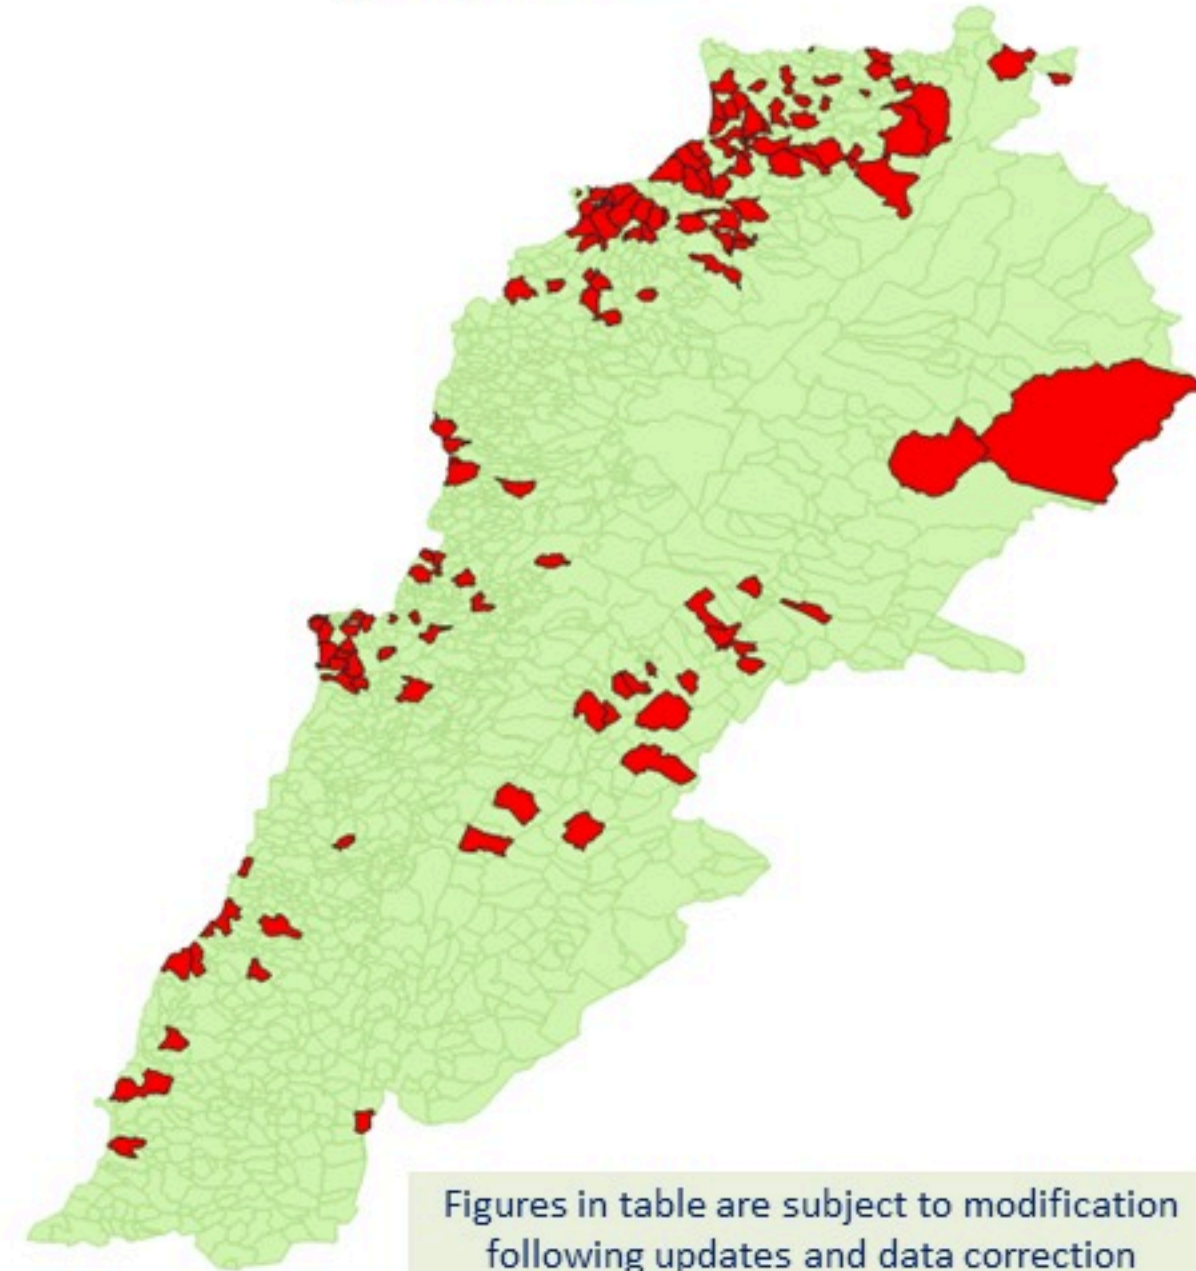 Figures in table are subject to modification
following updates and data correction